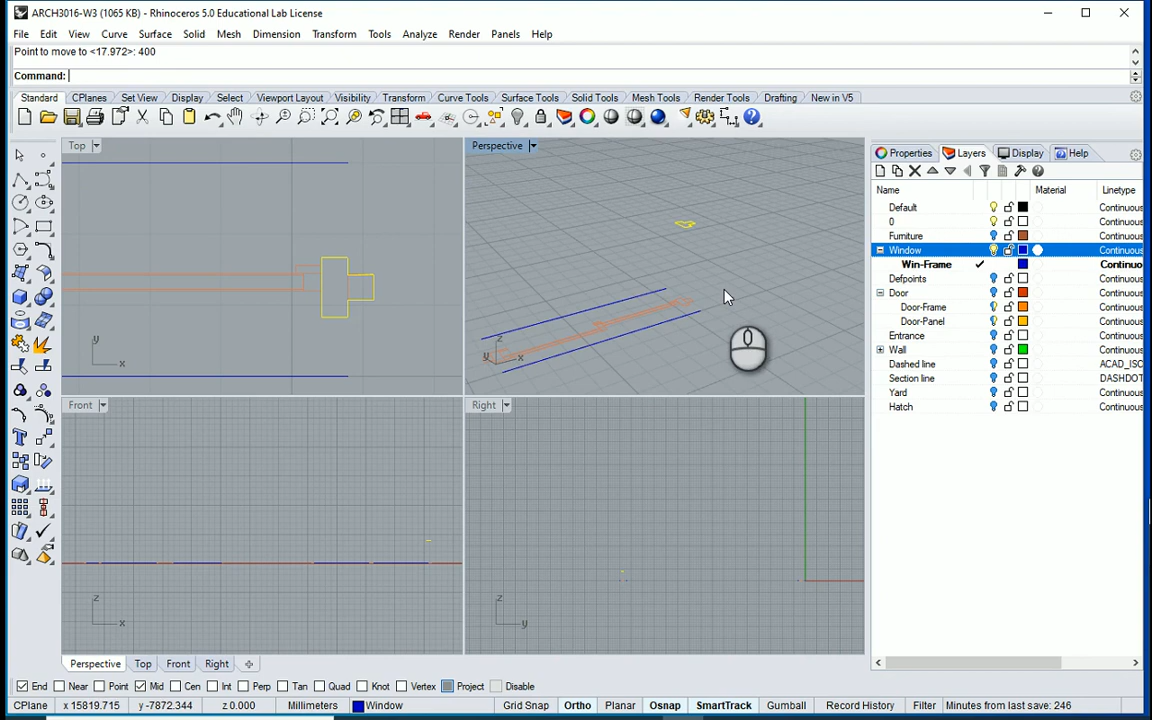 ARCH3016-W3 (1065 KB) - Rhinoceros 5.0 Educational Lab License
File Edit View Curve Surface Solid Mesh Dimension Transform Tools Analyze Render Panels Help
Point to move to <17.972>: 400
Command:
Standard CPlanes Set View Display Select Viewport Layout Visibility Transform Curve Tools Surface Tools Solid Tools Mesh Tools Render Tools Drafting New in V5
Top
Perspective
Properties Layers Display Help
Name Material Linetype
Default Continuous
0 Continuous
Furniture Continuous
Window Continuous
Win-Frame Continuo
Defpoints Continuous
Door Continuous
Door-Frame Continuous
Door-Panel Continuous
Entrance Continuous
Wall Continuous
Dashed line ACAD_ISO
Section line DASHDOT
Yard Continuous
Hatch Continuous
y
x
z
y
x
Front
Right
z
x
z
y
Perspective Top Front Right
End Near Point Mid Cen Int Perp Tan Quad Knot Vertex Project Disable
CPlane x 15819.715 y -7872.344 z 0.000 Millimeters Window Grid Snap Ortho Planar Osnap SmartTrack Gumball Record History Filter Minutes from last save: 246